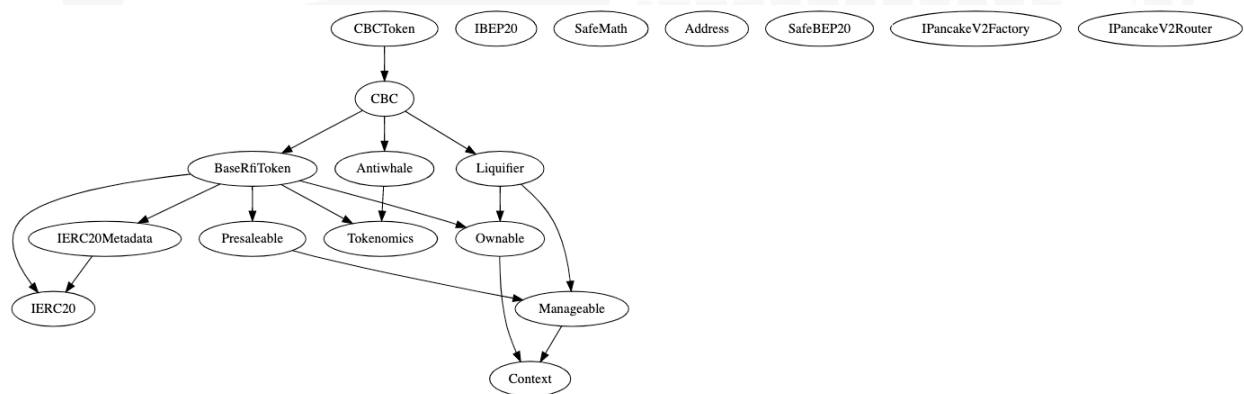 CBCToken IBEP20 SafeMath Address SafeBEP20 IPancakeV2Factory IPancakeV2Router
CBC
BaseRfiToken Antiwhale Liquifier
IERC20Metadata Presaleable Tokenomics Ownable
IERC20 Manageable
Context